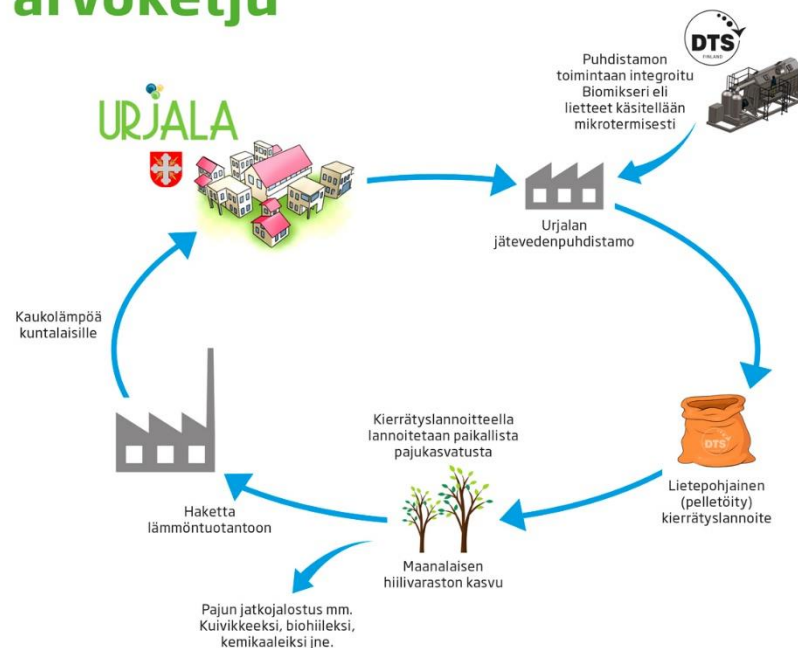 arvoketju
DTS
FINLAND
Puhdistamon
toimintaan integroitu
Biomikseri eli
lietteet käsitellään
mikrotermisesti
URJALA
Urjalan
jätevedenpuhdistamo
Kaukolämpöä
kuntalaisille
Kierrätyslannoitteella
lannoitetaan paikallista
pajukasvatusta
DTS
Lietepohjainen
(pelletöity)
kierrätyslannoite
Haketta
lämmöntuotantoon
Maanalaisen
hiilivaraston kasvu
Pajun jatkojalostus mm.
Kuivikkeeksi, biohiileksi,
kemikaaleiksi jne.